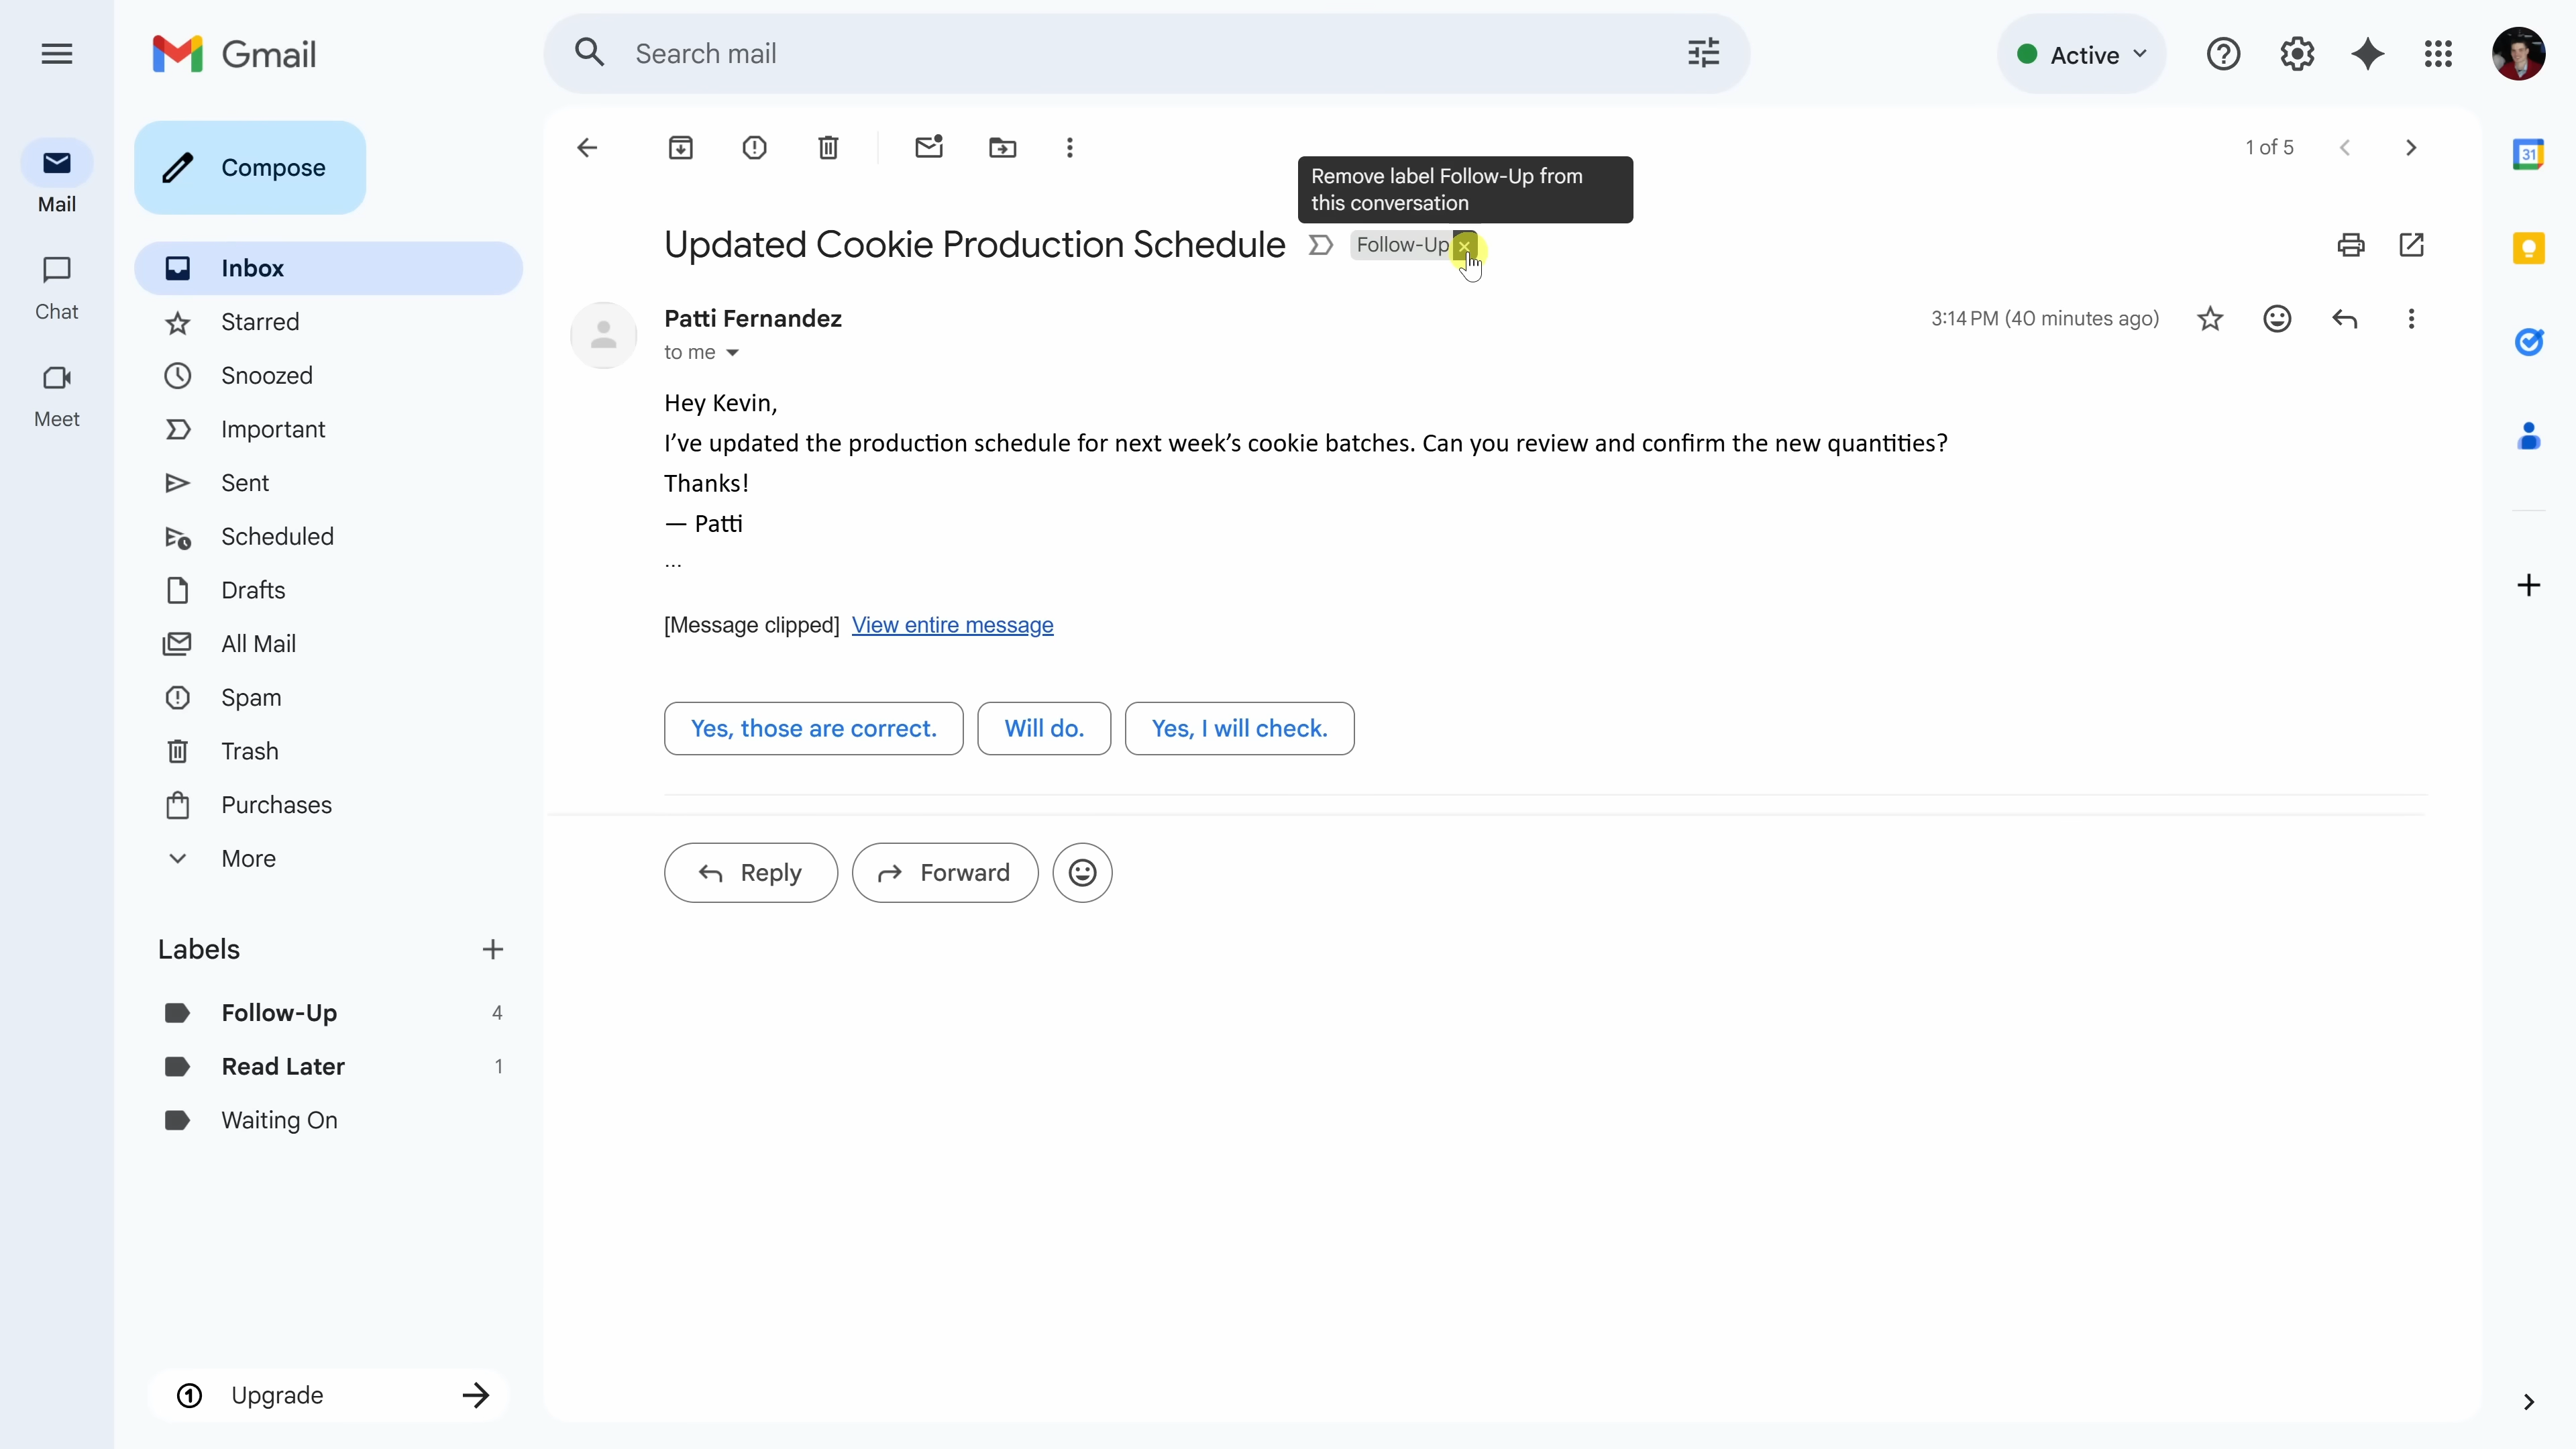 Gmail
Search mail
Active
Mail
Chat
Meet
Compose
Inbox
Starred
Snoozed
Important
Sent
Scheduled
Drafts
All Mail
Spam
Trash
Purchases
More
Labels
Follow-Up 4
Read Later 1
Waiting On
1 Upgrade
1 of 5
Remove label Follow-Up from
this conversation
Updated Cookie Production Schedule
Follow-Up ×
Patti Fernandez
3:14 PM (40 minutes ago)
to me
Hey Kevin,
I’ve updated the production schedule for next week’s cookie batches. Can you review and confirm the new quantities?
Thanks!
— Patti
...
[Message clipped] View entire message
Yes, those are correct.
Will do.
Yes, I will check.
Reply
Forward
31